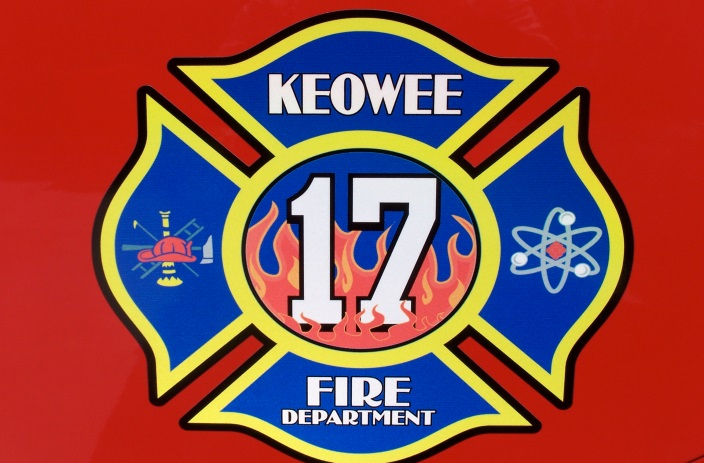 KEOWEE
17
FIRE
DEPARTMENT